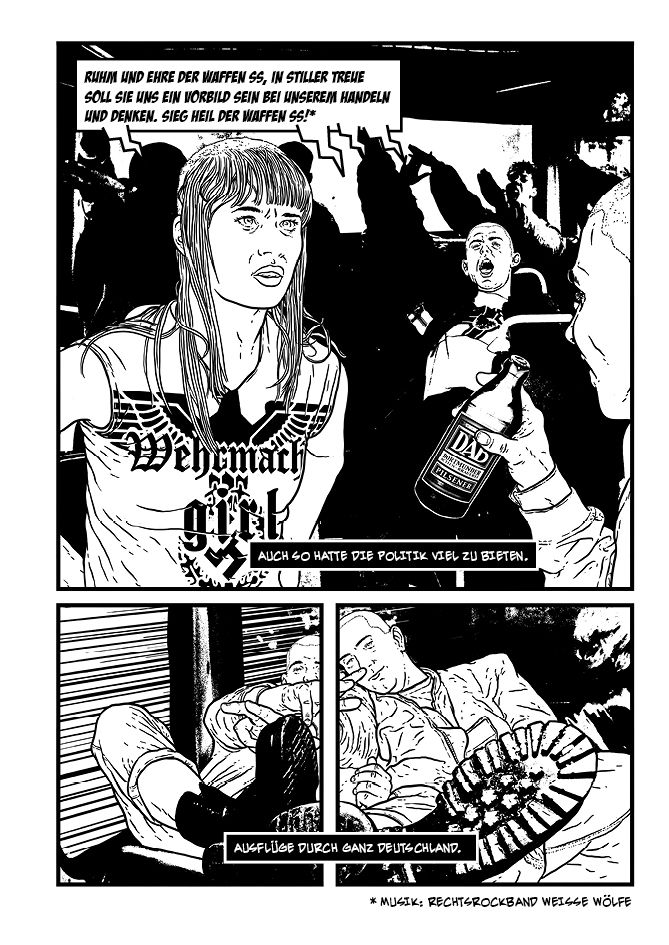 RUHM UND EHRE DER WAFFEN SS, IN STILLER TREUE
SOLL SIE UNS EIN VORBILD SEIN BEI UNSEREM HANDELN
UND DENKEN. SIEG HEIL DER WAFFEN SS!*
Wehrmach
girl
DAB
DORTMUNDER
PILSENER
AUCH SO HATTE DIE POLITIK VIEL ZU BIETEN.
AUSFLÜGE DURCH GANZ DEUTSCHLAND.
* MUSIK: RECHTSROCKBAND WEISSE WÖLFE